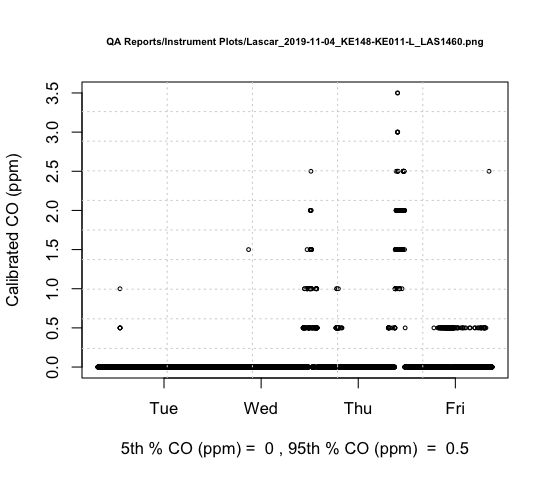 QA Reports/Instrument Plots/Lascar_2019-11-04_KE148-KE011-L_LAS1460.png
3.5
3.0
2.5
2.0
1.5
1.0
0.5
0.0
Calibrated CO (ppm)
Tue Wed Thu Fri
5th % CO (ppm) = 0 , 95th % CO (ppm) = 0.5